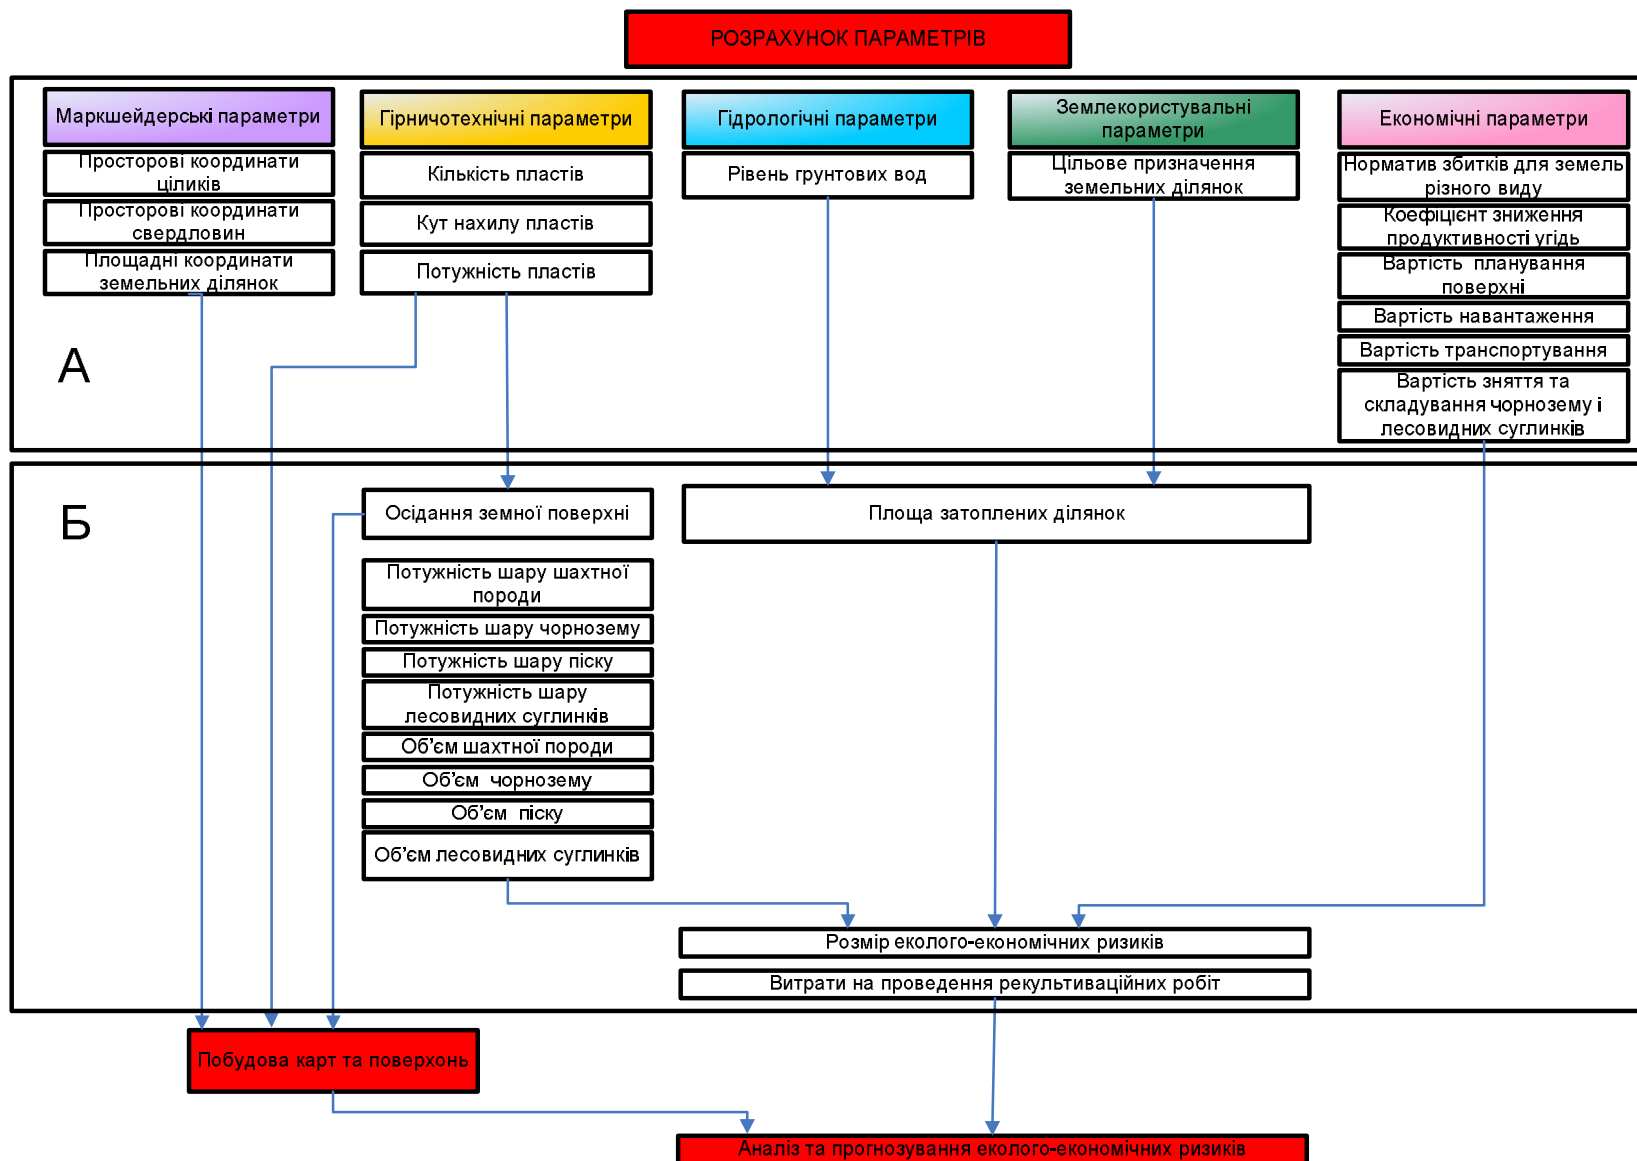 РОЗРАХУНОК ПАРАМЕТРІВ
Маркшейдерські параметри
Просторові координати
ціликів
Просторові координати
свердловин
Площадні координати
земельних ділянок
Гірничотехнічні параметри
Кількість пластів
Кут нахилу пластів
Потужність пластів
Гідрологічні параметри
Рівень грунтових вод
Землекористувальні
параметри
Цільове призначення
земельних ділянок
Економічні параметри
Норматив збитків для земель
різного виду
Коефіцієнт зниження
продуктивності угідь
Вартість планування
поверхні
Вартість навантаження
Вартість транспортування
Вартість зняття та
складування чорнозему і
лесовидних суглинків
А
Б
Осідання земної поверхні
Площа затоплених ділянок
Потужність шару шахтної
породи
Потужність шару чорнозему
Потужність шару піску
Потужність шару
лесовидних суглинків
Об'єм шахтної породи
Об'єм чорнозему
Об'єм піску
Об'єм лесовидних суглинків
Розмір еколого-економічних ризиків
Витрати на проведення рекультиваційних робіт
Побудова карт та поверхонь
Аналіз та прогнозування еколого-економічних ризиків